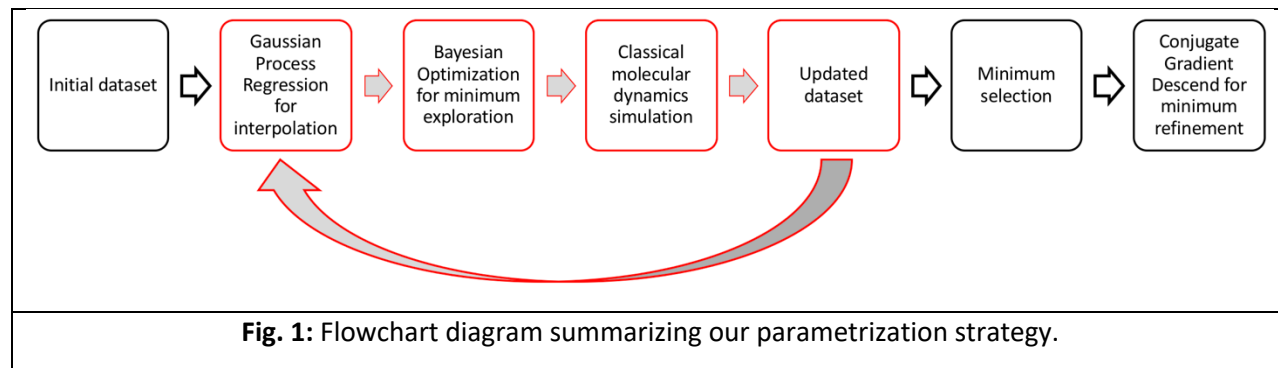 Initial dataset
Gaussian
Process
Regression
for
interpolation
Bayesian
Optimization
for minimum
exploration
Classical
molecular
dynamics
simulation
Updated
dataset
Minimum
selection
Conjugate
Gradient
Descend for
minimum
refinement
Fig. 1: Flowchart diagram summarizing our parametrization strategy.